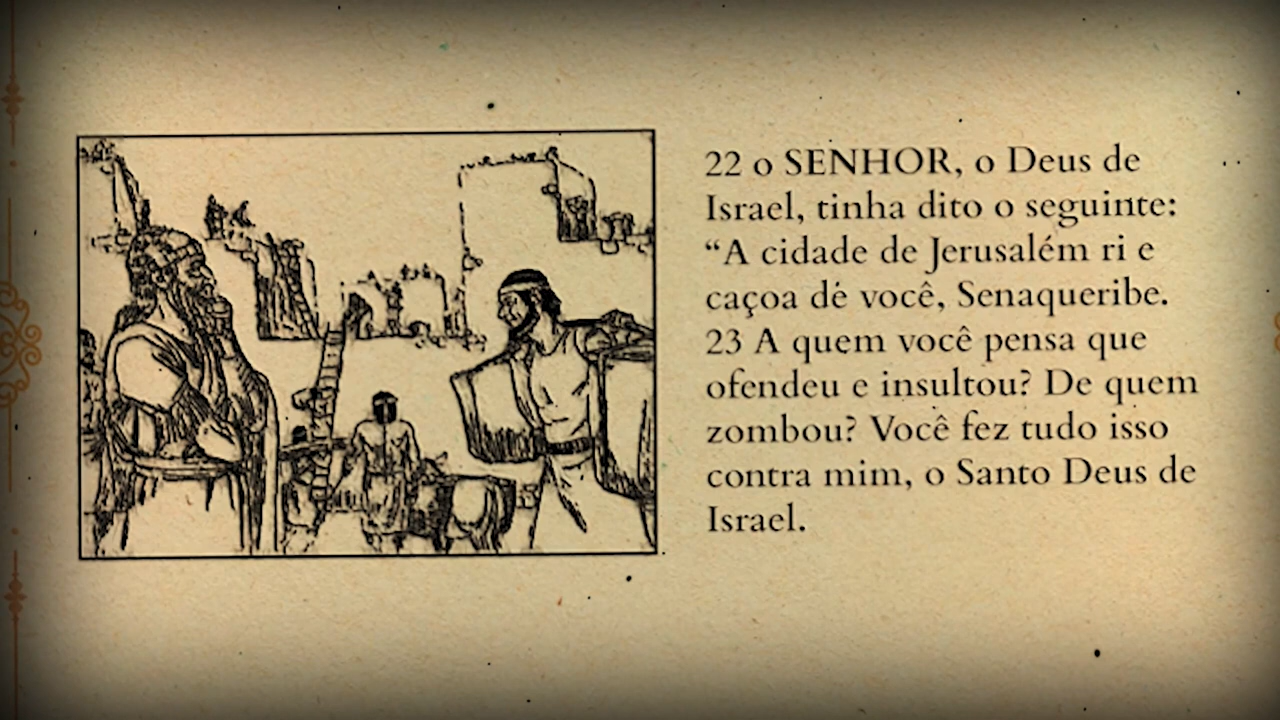 22 o SENHOR, o Deus de
Israel, tinha dito o seguinte:
“A cidade de Jerusalém ri e
caçoa de você, Senaqueribe.
23 A quem você pensa que
ofendeu e insultou? De quem
zombou? Você fez tudo isso
contra mim, o Santo Deus de
Israel.